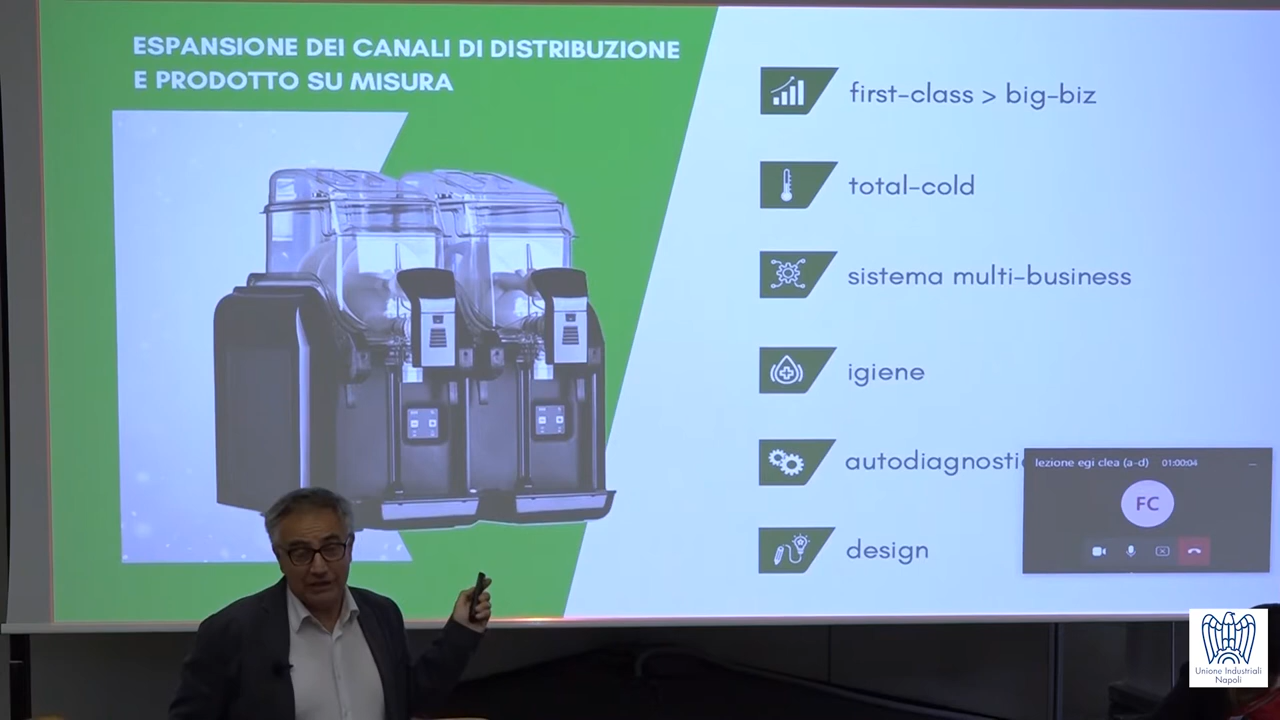 ESPANSIONE DEI CANALI DI DISTRIBUZIONE
E PRODOTTO SU MISURA
first-class > big-biz
total-cold
sistema multi-business
igiene
autodiagnostic
design
lezione egi clea (a-d) 01:00:04
FC
Unione Industriali
Napoli